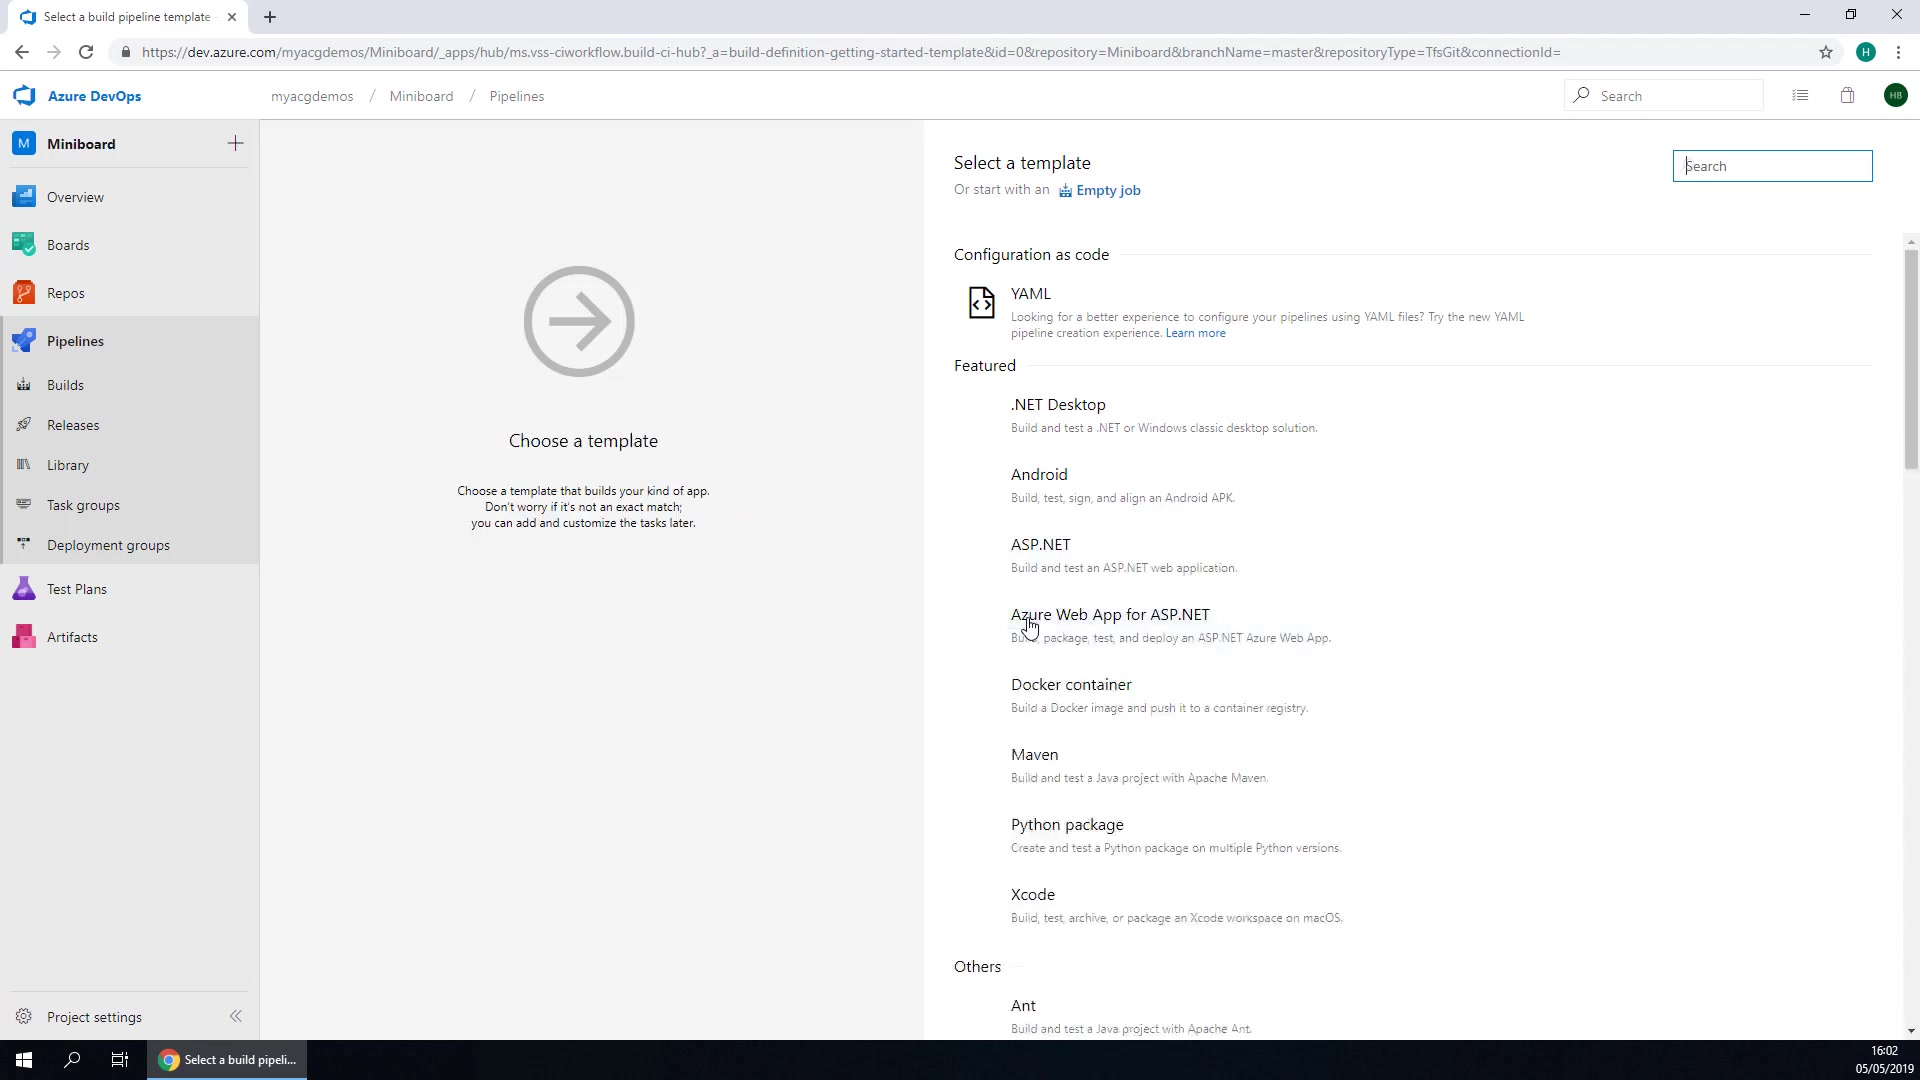 Select a build pipeline template -
https://dev.azure.com/myacgdemos/Miniboard/_apps/hub/ms.vss-ciworkflow.build-ci-hub?_a=build-definition-getting-started-template&id=0&repository=Miniboard&branchName=master&repositoryType=TfsGit&connectionId=
H
Azure DevOps
myacgdemos / Miniboard / Pipelines
Search
HB
M Miniboard
Overview
Boards
Repos
Pipelines
Builds
Releases
Library
Task groups
Deployment groups
Test Plans
Artifacts
Project settings
Choose a template
Choose a template that builds your kind of app.
Don't worry if it's not an exact match;
you can add and customize the tasks later.
Select a template
Or start with an Empty job
Search
Configuration as code
YAML
Looking for a better experience to configure your pipelines using YAML files? Try the new YAML
pipeline creation experience. Learn more
Featured
.NET Desktop
Build and test a .NET or Windows classic desktop solution.
Android
Build, test, sign, and align an Android APK.
ASP.NET
Build and test an ASP.NET web application.
Azure Web App for ASP.NET
Build, package, test, and deploy an ASP.NET Azure Web App.
Docker container
Build a Docker image and push it to a container registry.
Maven
Build and test a Java project with Apache Maven.
Python package
Create and test a Python package on multiple Python versions.
Xcode
Build, test, archive, or package an Xcode workspace on macOS.
Others
Ant
Build and test a Java project with Apache Ant.
Select a build pipeli...
16:02
05/05/2019